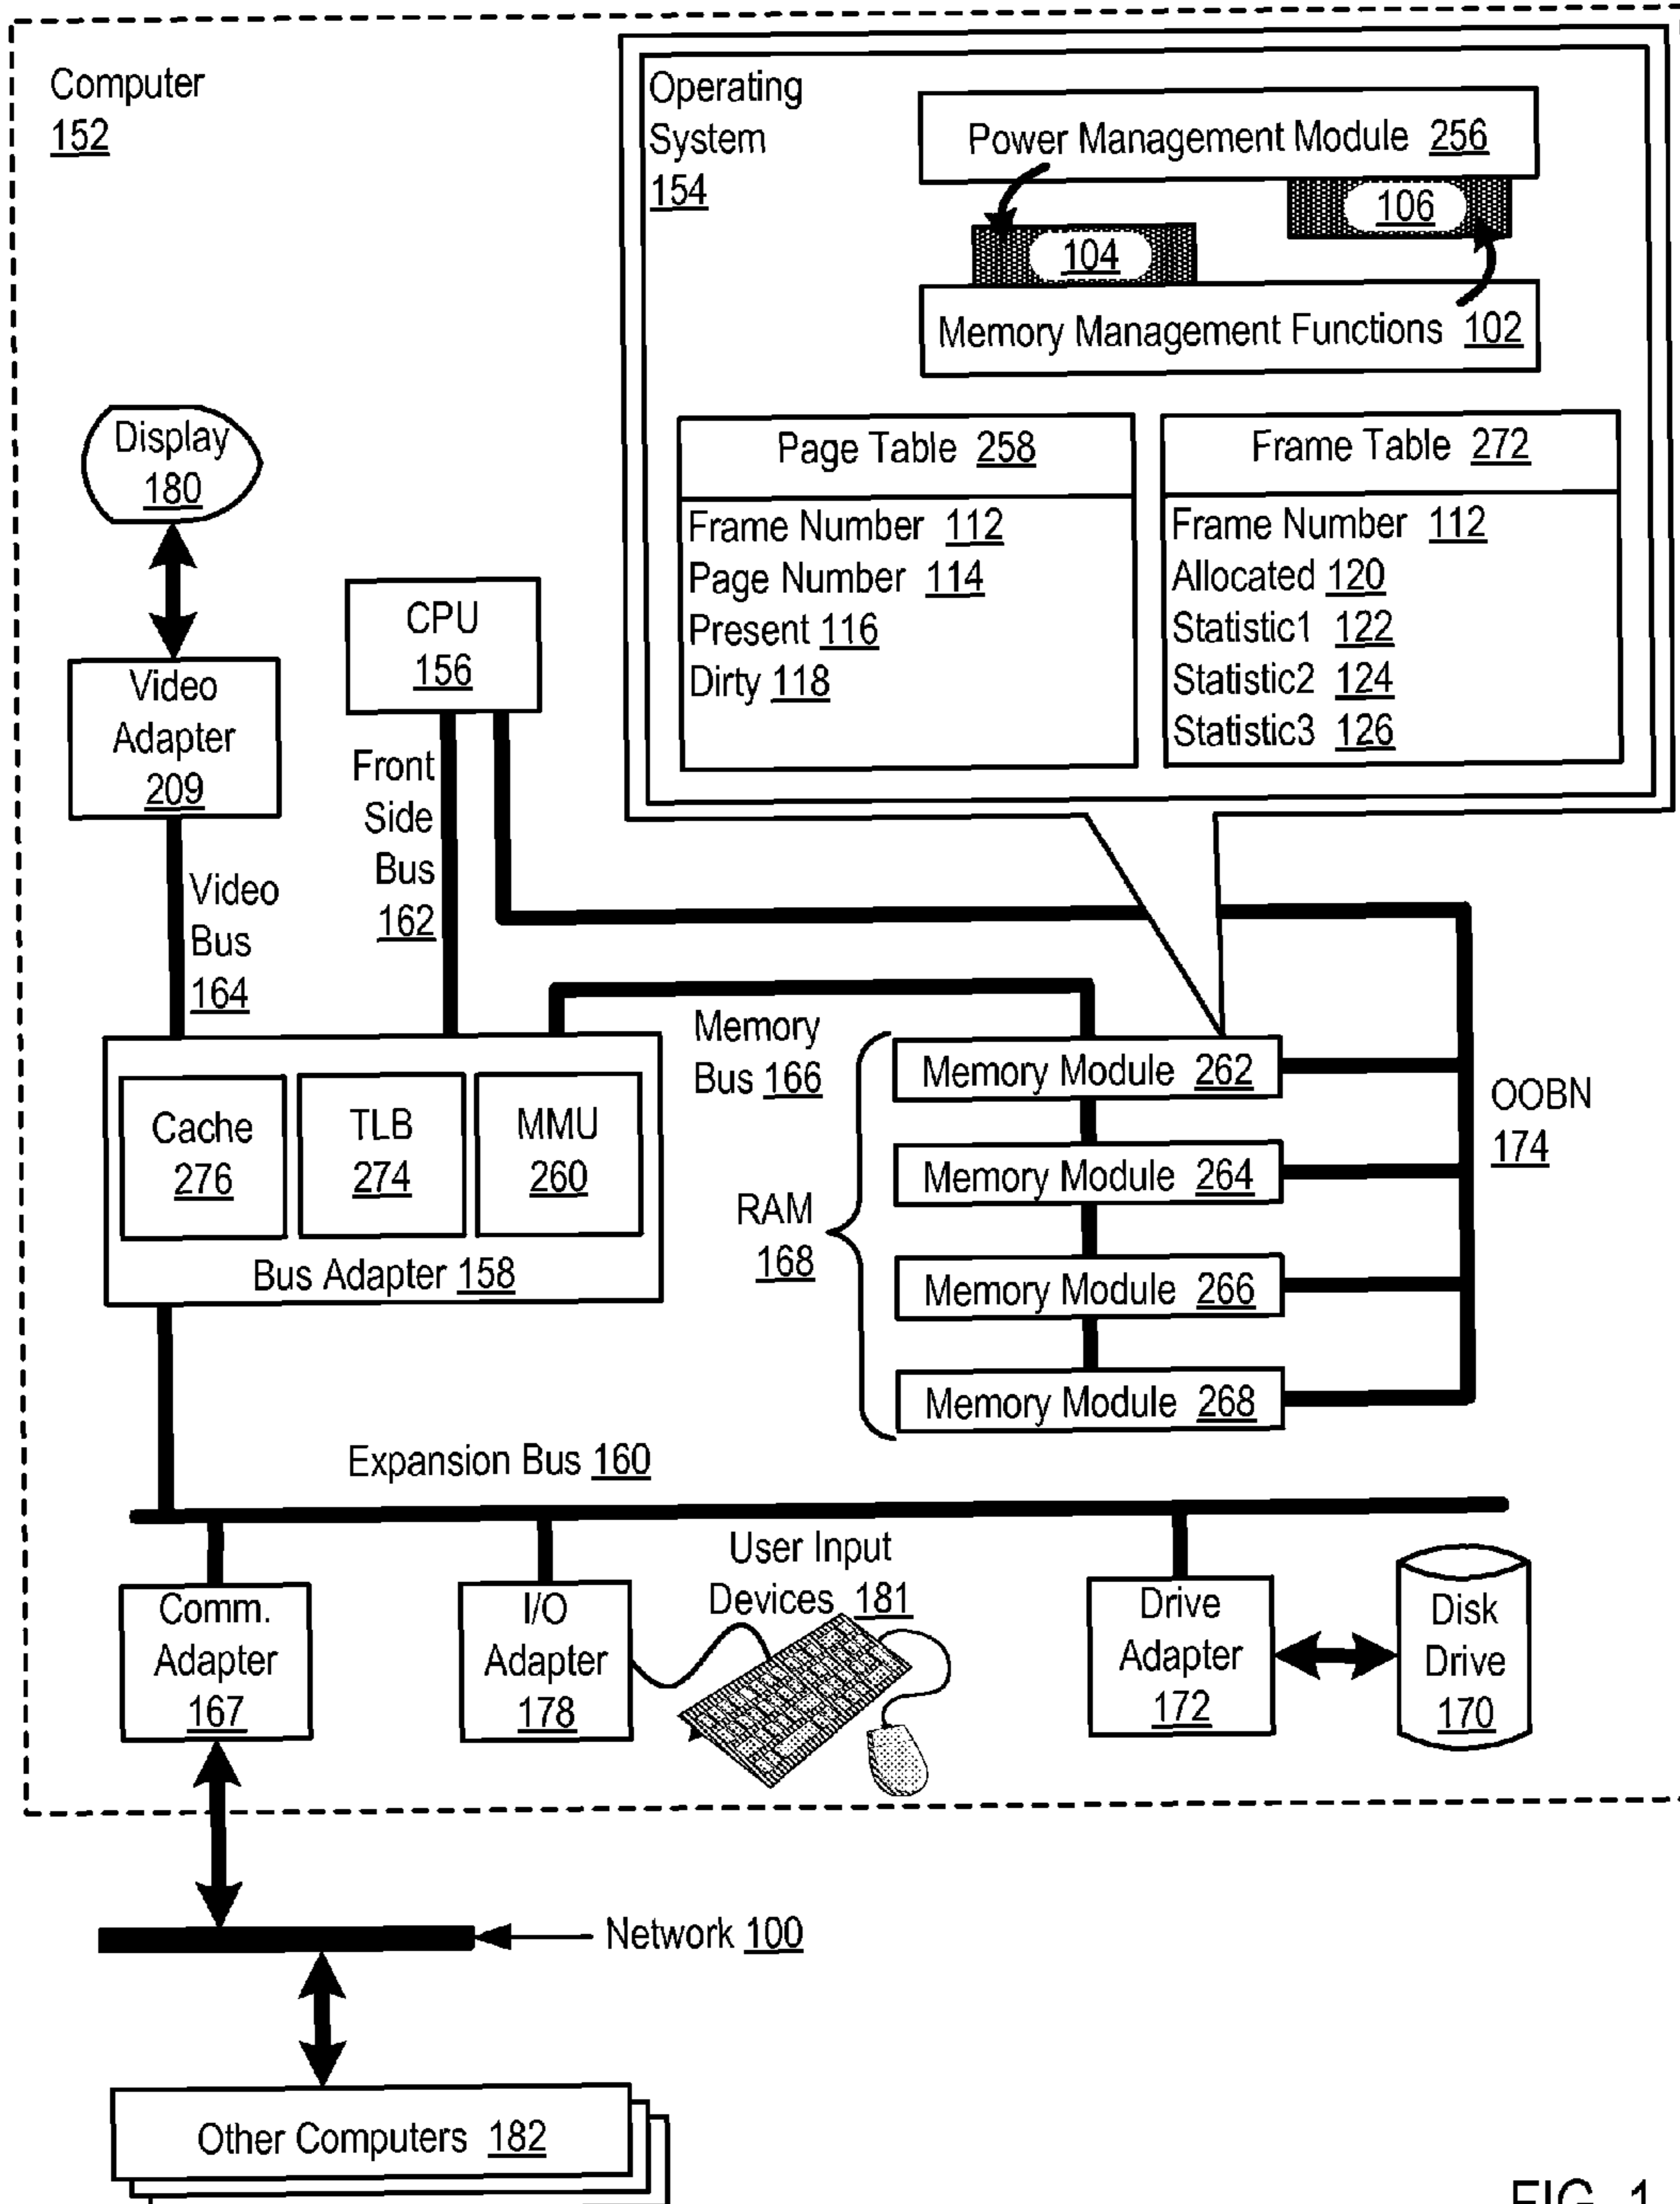 Computer
152
Operating
System
154
Power Management Module 256
106
104
Memory Management Functions 102
Page Table 258
Frame Number 112
Page Number 114
Present 116
Dirty 118
Frame Table 272
Frame Number 112
Allocated 120
Statistic1 122
Statistic2 124
Statistic3 126
Display
180
Video
Adapter
209
CPU
156
Front
Side
Bus
162
Video
Bus
164
Memory
Bus 166
Cache
276
TLB
274
MMU
260
Bus Adapter 158
RAM
168
Memory Module 262
Memory Module 264
Memory Module 266
Memory Module 268
OOBN
174
Expansion Bus 160
Comm.
Adapter
167
I/O
Adapter
178
User Input
Devices 181
Drive
Adapter
172
Disk
Drive
170
Network 100
Other Computers 182
FIG. 1